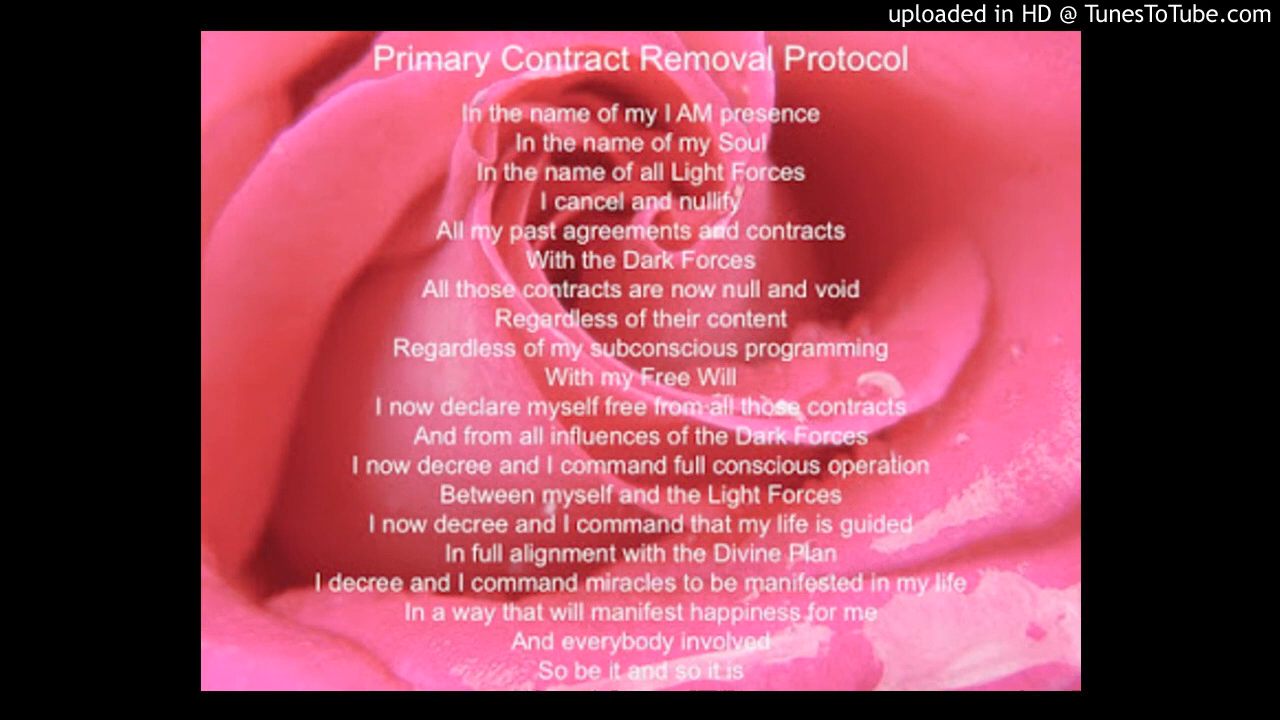 uploaded in HD @ TunesToTube.com
Primary Contract Removal Protocol
In the name of my I AM presence
In the name of my Soul
In the name of all Light Forces
I cancel and nullify
All my past agreements and contracts
With the Dark Forces
All those contracts are now null and void
Regardless of their content
Regardless of my subconscious programming
With my Free Will
I now declare myself free from all those contracts
And from all influences of the Dark Forces
I now decree and I command full conscious operation
Between myself and the Light Forces
I now decree and I command that my life is guided
In full alignment with the Divine Plan
I decree and I command miracles to be manifested in my life
In a way that will manifest happiness for me
And everybody involved
So be it and so it is